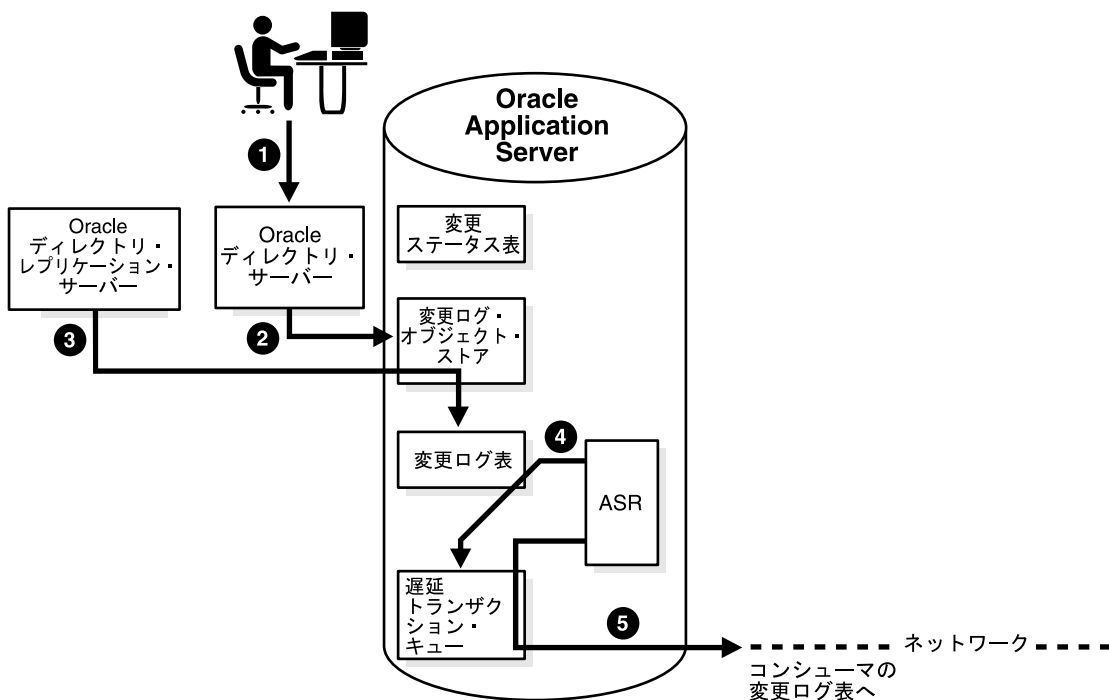 Oracle
Application
Server
1
Oracle
ディレクトリ・
レプリケーション・
サーバー
Oracle
ディレクトリ・
サーバー
変更
ステータス表
3
2
変更ログ・
オブジェクト・
ストア
4
変更ログ表
ASR
遅延
トランザク
ション・
キュー
5
ネットワーク
コンシューマの
変更ログ表へ